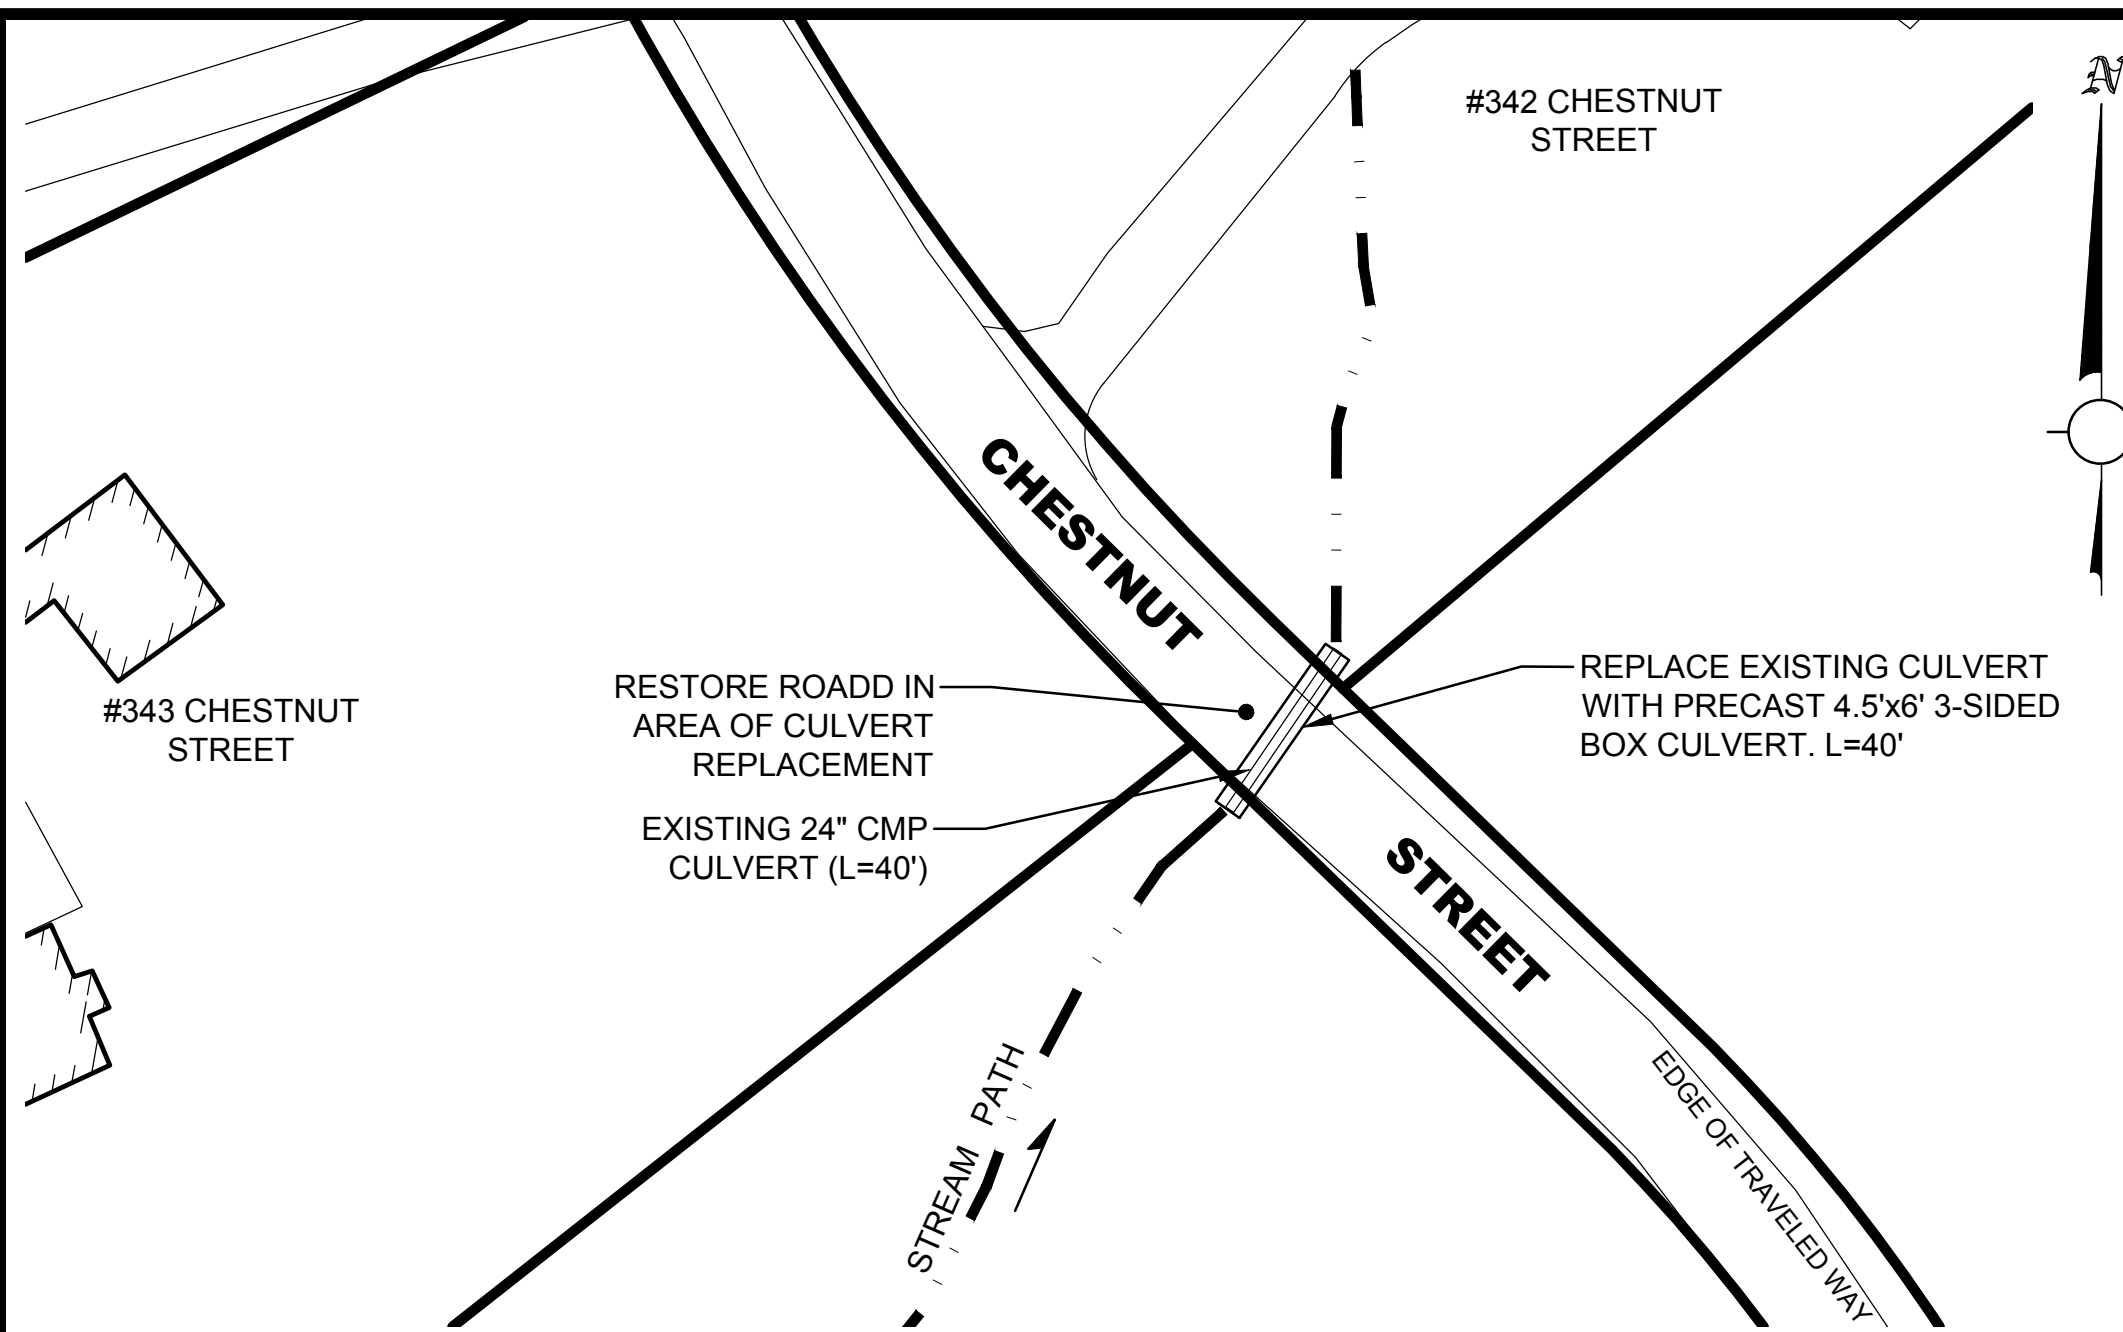 N
#342 CHESTNUT
STREET
CHESTNUT
STREET
#343 CHESTNUT
STREET
RESTORE ROADD IN
AREA OF CULVERT
REPLACEMENT
EXISTING 24" CMP
CULVERT (L=40')
REPLACE EXISTING CULVERT
WITH PRECAST 4.5'x6' 3-SIDED
BOX CULVERT. L=40'
STREAM PATH
EDGE OF TRAVELED WAY